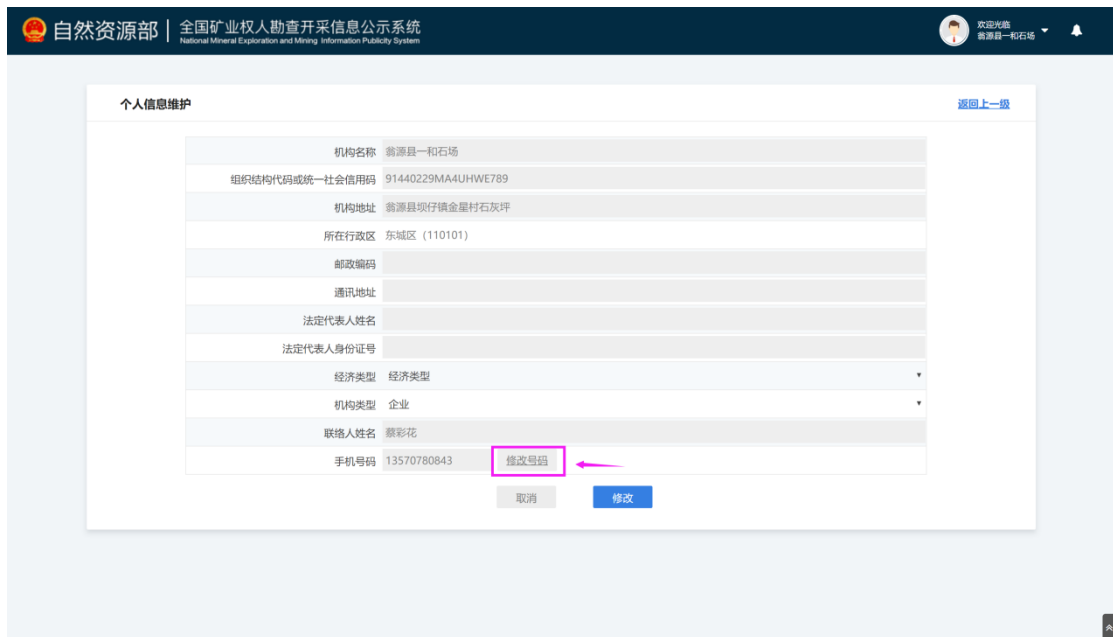 自然资源部 全国矿业权人勘查开采信息公示系统
National Mineral Exploration and Mining Information Publicity System
欢迎光临
翁源县一和石场
个人信息维护 返回上一级
机构名称 翁源县一和石场
组织结构代码或统一社会信用码 91440229MA4UHWE789
机构地址 翁源县坝仔镇金星村石灰坪
所在行政区 东城区（110101）
邮政编码
通讯地址
法定代表人姓名
法定代表人身份证号
经济类型 经济类型
机构类型 企业
联络人姓名 蔡彩花
手机号码 13570780843 修改号码
取消 修改